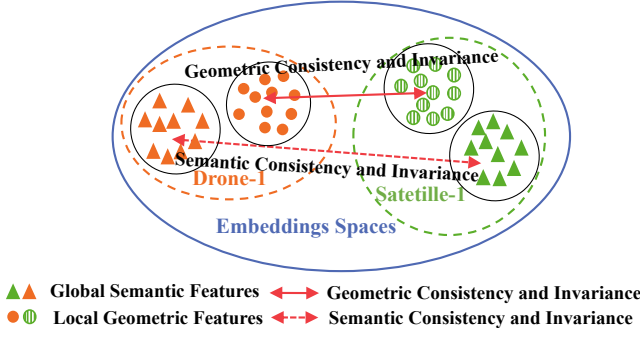 Geometric Consistency and Invariance
Semantic Consistency and Invariance
Drone-1
Satetille-1
Embeddings Spaces
Global Semantic Features
Geometric Consistency and Invariance
Local Geometric Features
Semantic Consistency and Invariance